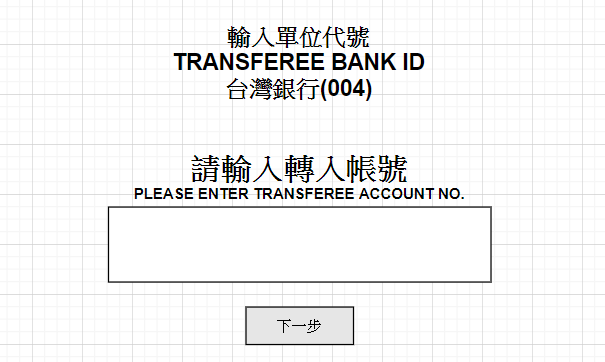 輸入單位代號
TRANSFEREE BANK ID
台灣銀行(004)
請輸入轉入帳號
PLEASE ENTER TRANSFEREE ACCOUNT NO.
下一步